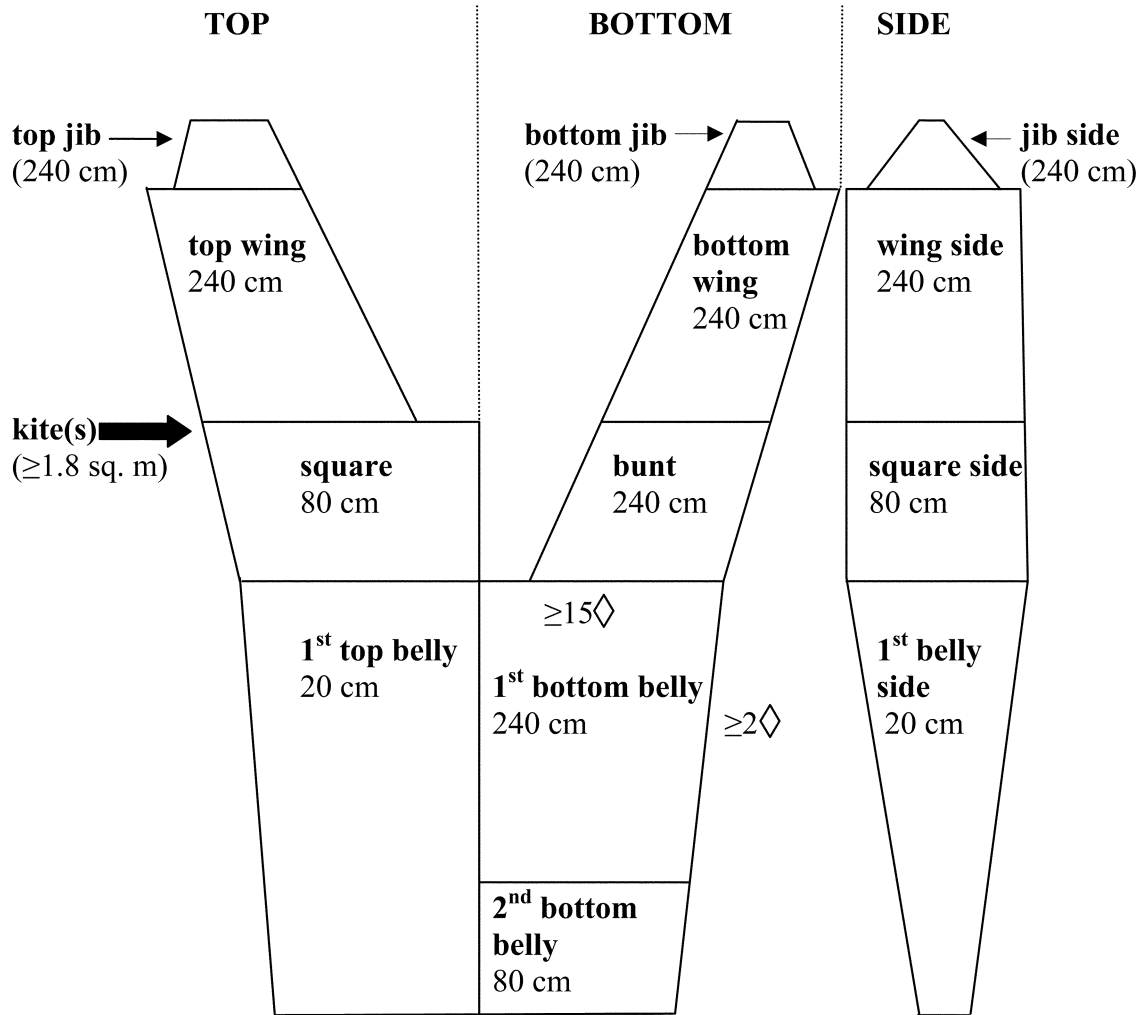 TOP
BOTTOM
SIDE
top jib
(240 cm)
bottom jib
(240 cm)
jib side
(240 cm)
top wing
240 cm
bottom
wing
240 cm
wing side
240 cm
kite(s)
(≥1.8 sq. m)
square
80 cm
bunt
240 cm
square side
80 cm
≥15◊
1st top belly
20 cm
1st bottom belly
240 cm
≥2◊
1st belly
side
20 cm
2nd bottom
belly
80 cm